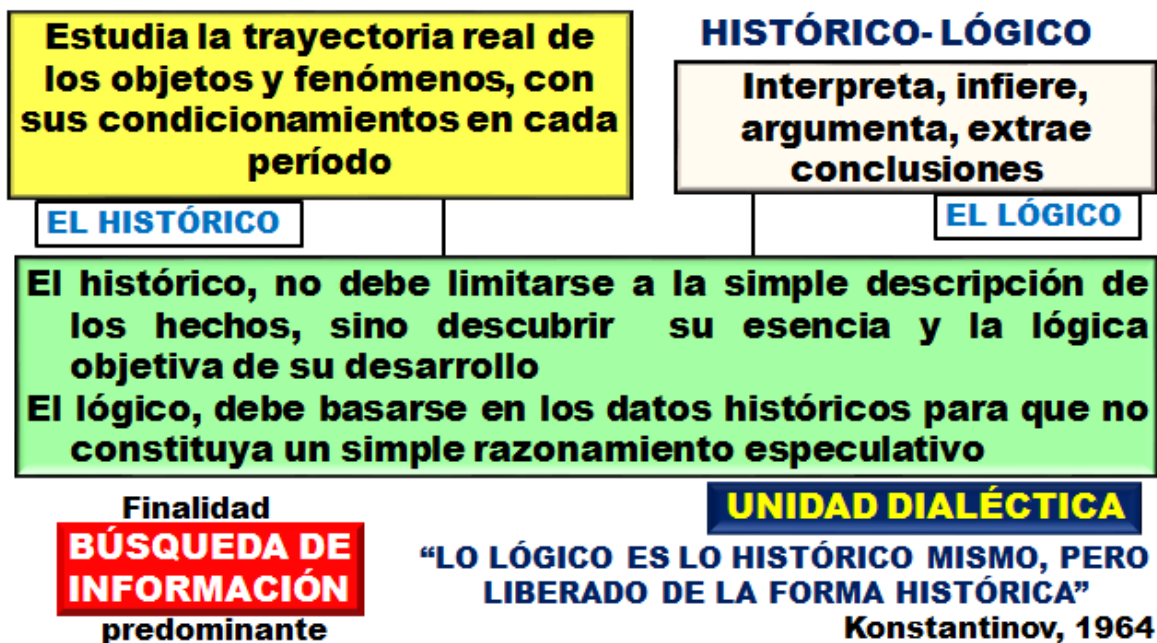 Estudia la trayectoria real de
los objetos y fenómenos, con
sus condicionamientos en cada
período
HISTÓRICO- LÓGICO
Interpreta, infiere,
argumenta, extrae
conclusiones
EL HISTÓRICO
EL LÓGICO
El histórico, no debe limitarse a la simple descripción de
los hechos, sino descubrir su esencia y la lógica
objetiva de su desarrollo
El lógico, debe basarse en los datos históricos para que no
constituya un simple razonamiento especulativo
Finalidad
BÚSQUEDA DE
INFORMACIÓN
predominante
UNIDAD DIALÉCTICA
“LO LÓGICO ES LO HISTÓRICO MISMO, PERO
LIBERADO DE LA FORMA HISTÓRICA”
Konstantinov, 1964